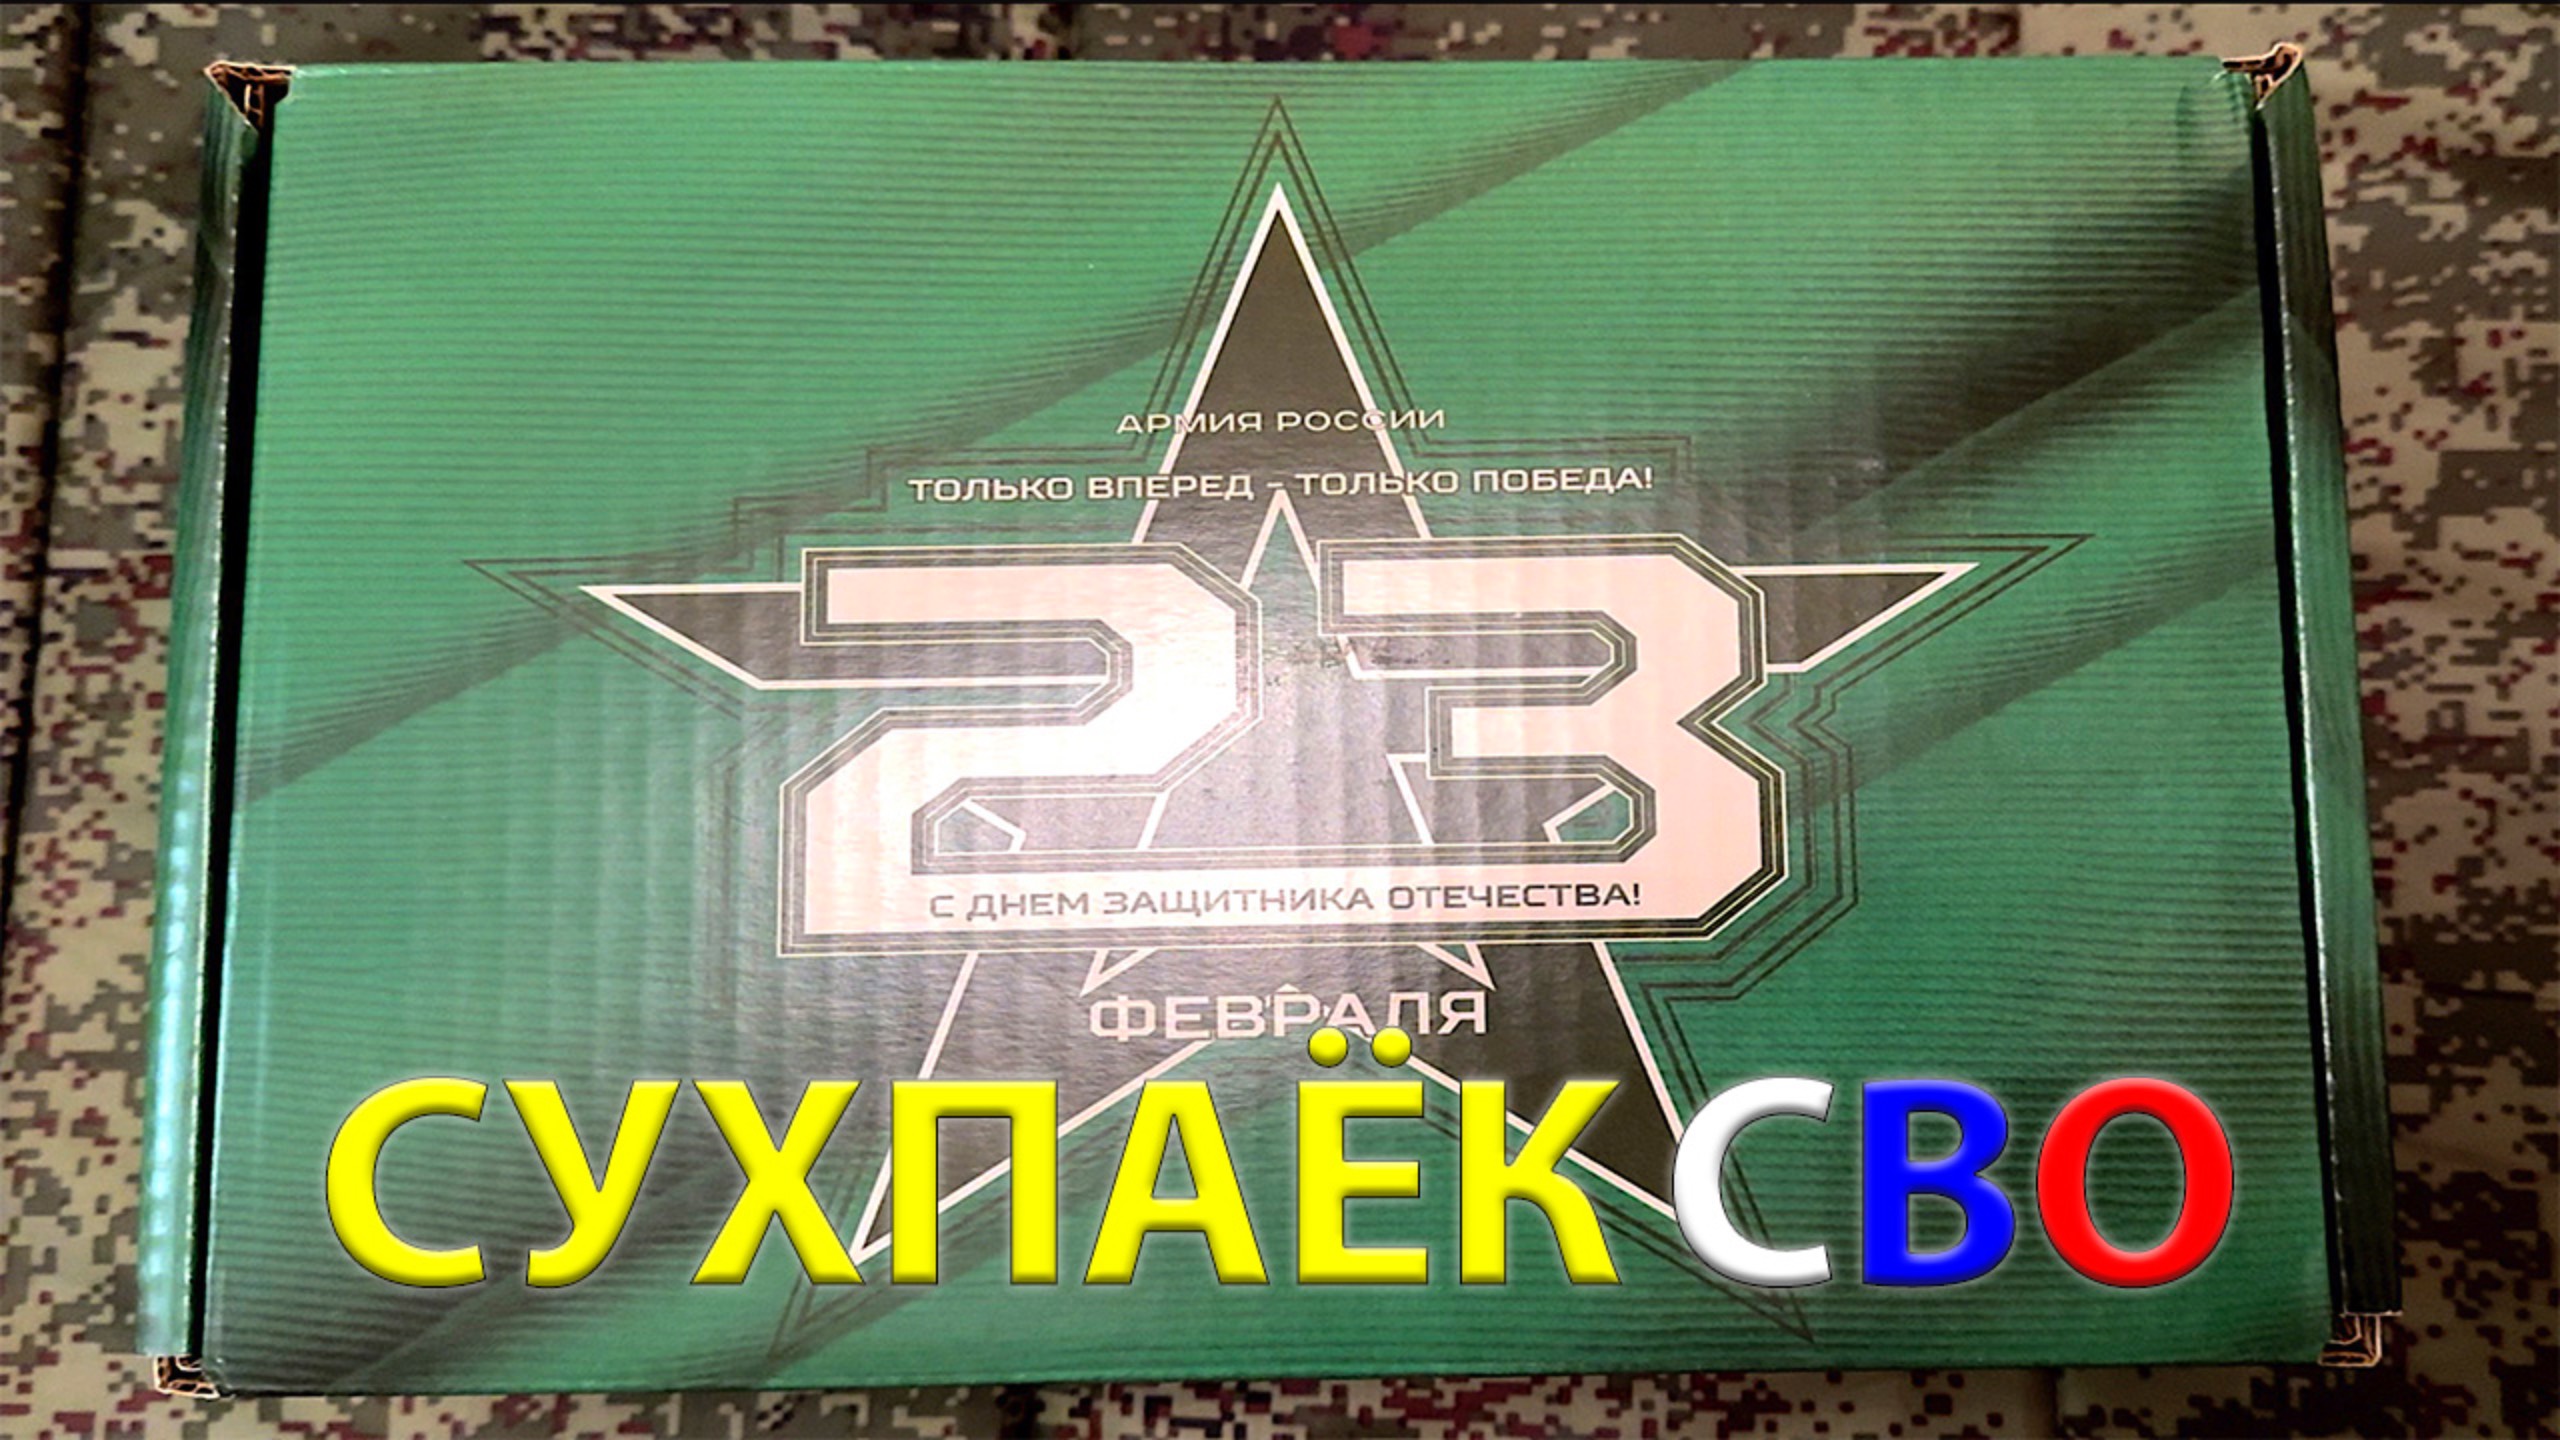 АРМИЯ РОССИИ
ТОЛЬКО ВПЕРЕД – ТОЛЬКО ПОБЕДА!
23
С ДНЕМ ЗАЩИТНИКА ОТЕЧЕСТВА!
ФЕВРАЛЯ
СУХПАЁК СВО